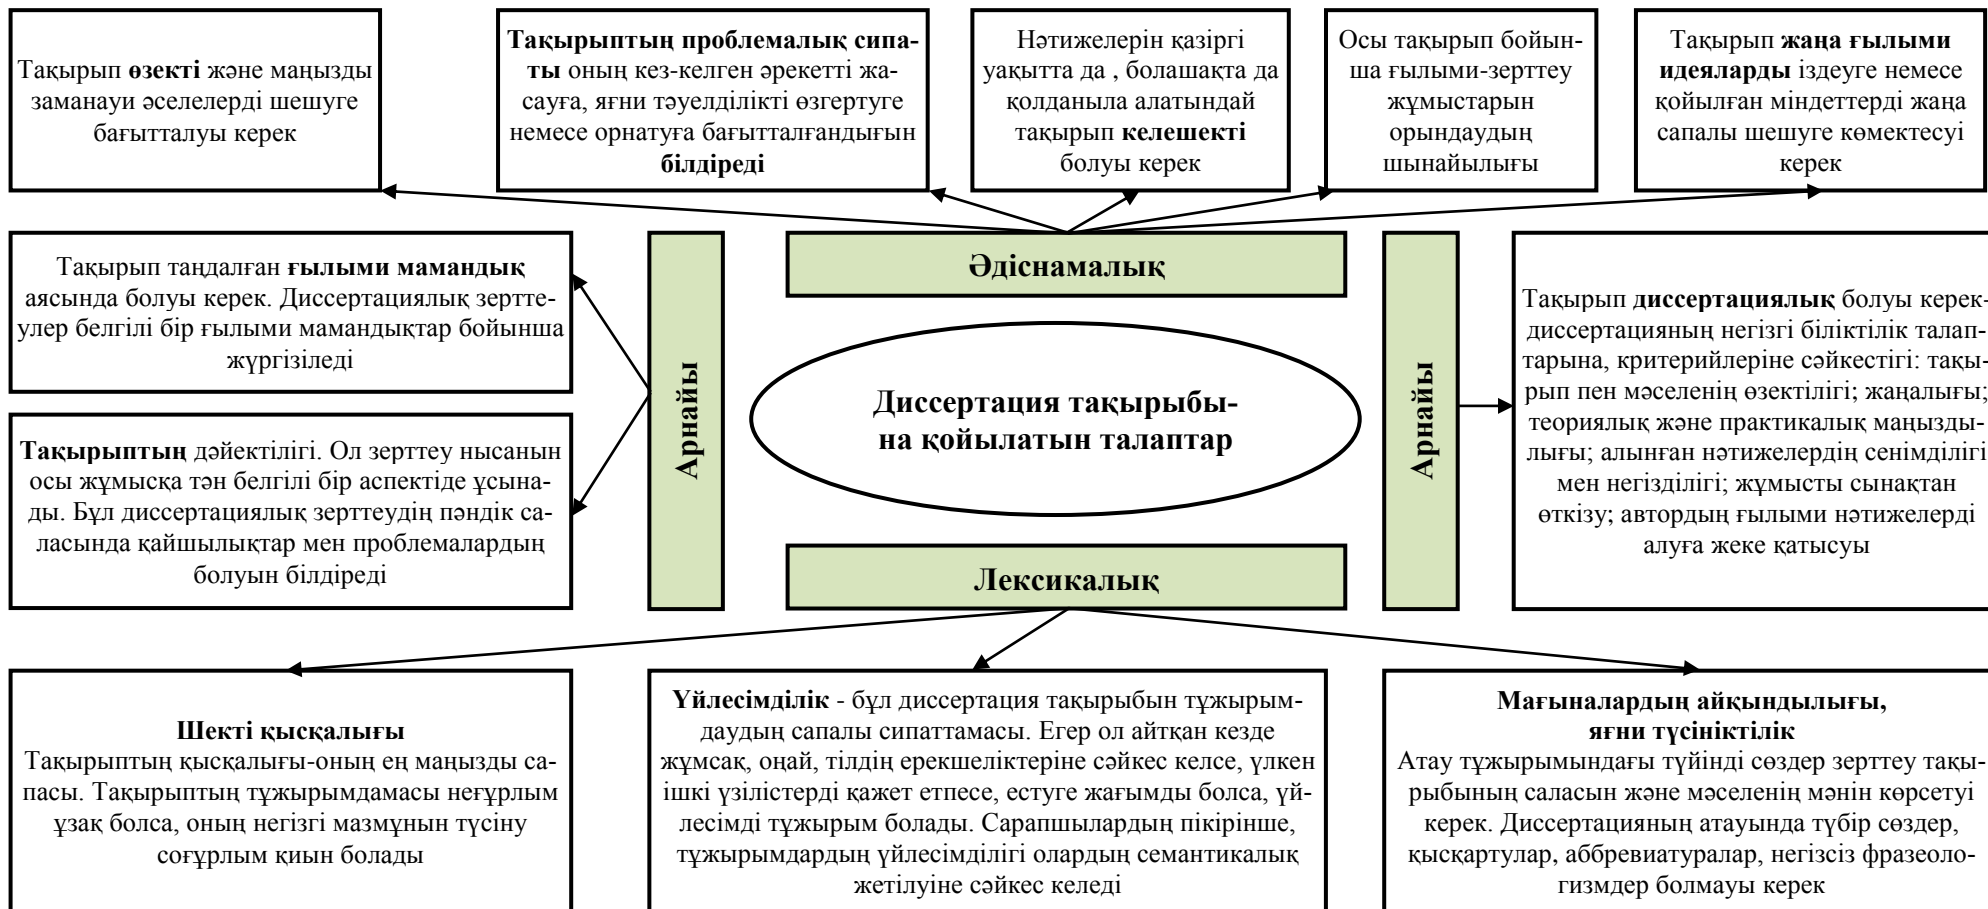 Тақырып өзекті және маңызды
заманауи әселелерді шешуге
бағытталуы керек
Тақырыптың проблемалық сипа-
ты оның кез-келген әрекетті жа-
сауға, яғни тәуелділікті өзгертуге
немесе орнатуға бағытталғандығын
білдіреді
Нәтижелерін қазіргі
уақытта да , болашақта да
қолданыла алатындай
тақырып келешекті
болуы керек
Осы тақырып бойын-
ша ғылыми-зерттеу
жұмыстарын
орындаудың
шынайылығы
Тақырып жаңа ғылыми
идеяларды іздеуге немесе
қойылған міндеттерді жаңа
сапалы шешуге көмектесуі
керек
Тақырып таңдалған ғылыми мамандық
аясында болуы керек. Диссертациялық зертте-
улер белгілі бір ғылыми мамандықтар бойынша
жүргізіледі
Тақырыптың дәйектілігі. Ол зерттеу нысанын
осы жұмысқа тән белгілі бір аспектіде ұсына-
ды. Бұл диссертациялық зерттеудің пәндік са-
ласында қайшылықтар мен проблемалардың
болуын білдіреді
Арнайы
Әдіснамалық
Диссертация тақырыбы-
на қойылатын талаптар
Лексикалық
Арнайы
Тақырып диссертациялық болуы керек-
диссертацияның негізгі біліктілік талап-
тарына, критерийлеріне сәйкестігі: тақы-
рып пен мәселенің өзектілігі; жаңалығы;
теориялық және практикалық маңызды-
лығы; алынған нәтижелердің сенімділігі
мен негізділігі; жұмысты сынақтан
өткізу; автордың ғылыми нәтижелерді
алуға жеке қатысуы
Шекті қысқалығы
Тақырыптың қысқалығы-оның ең маңызды са-
пасы. Тақырыптың тұжырымдамасы неғұрлым
ұзақ болса, оның негізгі мазмұнын түсіну
соғұрлым қиын болады
Үйлесімділік - бұл диссертация тақырыбын тұжырым-
даудың сапалы сипаттамасы. Егер ол айтқан кезде
жұмсақ, оңай, тілдің ерекшеліктеріне сәйкес келсе, үлкен
ішкі үзілістерді қажет етпесе, естуге жағымды болса, үй-
лесімді тұжырым болады. Сарапшылардың пікірінше,
тұжырымдардың үйлесімділігі олардың семантикалық
жетілуіне сәйкес келеді
Мағыналардың айқындылығы,
яғни түсініктілік
Атау тұжырымындағы түйінді сөздер зерттеу тақы-
рыбының саласын және мәселенің мәнін көрсетуі
керек. Диссертацияның атауында түбір сөздер,
қысқартулар, аббревиатуралар, негізсіз фразеоло-
гизмдер болмауы керек